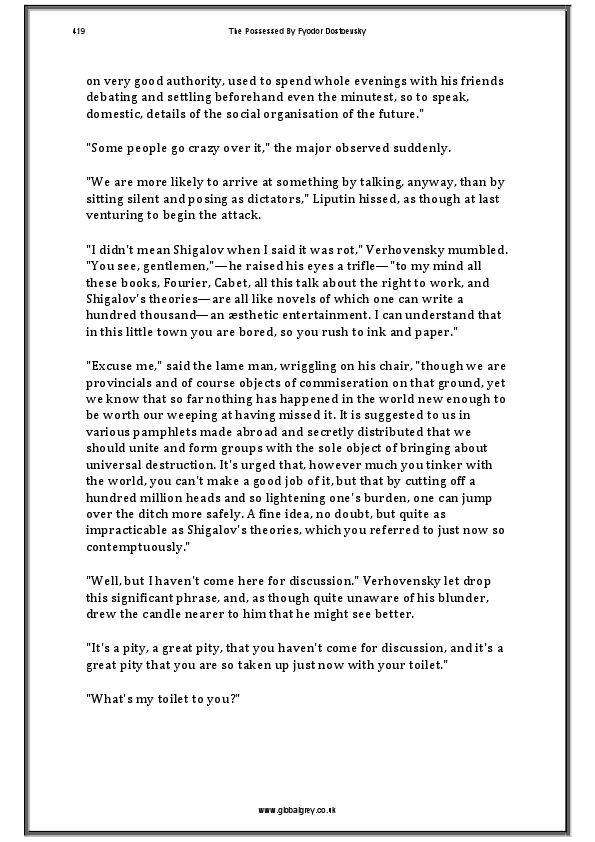 419
The Possessed By Fyodor Dostoevsky
on very good authority, used to spend whole evenings with his friends
debating and settling beforehand even the minutest, so to speak,
domestic, details of the social organisation of the future."
"Some people go crazy over it," the major observed suddenly.
"We are more likely to arrive at something by talking, anyway, than by
sitting silent and posing as dictators," Liputin hissed, as though at last
venturing to begin the attack.
"I didn't mean Shigalov when I said it was rot," Verhovensky mumbled.
"You see, gentlemen,"—he raised his eyes a trifle—"to my mind all
these books, Fourier, Cabet, all this talk about the right to work, and
Shigalov's theories—are all like novels of which one can write a
hundred thousand—an æsthetic entertainment. I can understand that
in this little town you are bored, so you rush to ink and paper."
"Excuse me," said the lame man, wriggling on his chair, "though we are
provincials and of course objects of commiseration on that ground, yet
we know that so far nothing has happened in the world new enough to
be worth our weeping at having missed it. It is suggested to us in
various pamphlets made abroad and secretly distributed that we
should unite and form groups with the sole object of bringing about
universal destruction. It's urged that, however much you tinker with
the world, you can't make a good job of it, but that by cutting off a
hundred million heads and so lightening one's burden, one can jump
over the ditch more safely. A fine idea, no doubt, but quite as
impracticable as Shigalov's theories, which you referred to just now so
contemptuously."
"Well, but I haven't come here for discussion." Verhovensky let drop
this significant phrase, and, as though quite unaware of his blunder,
drew the candle nearer to him that he might see better.
"It's a pity, a great pity, that you haven't come for discussion, and it's a
great pity that you are so taken up just now with your toilet."
"What's my toilet to you?"
www.globalgrey.co.uk